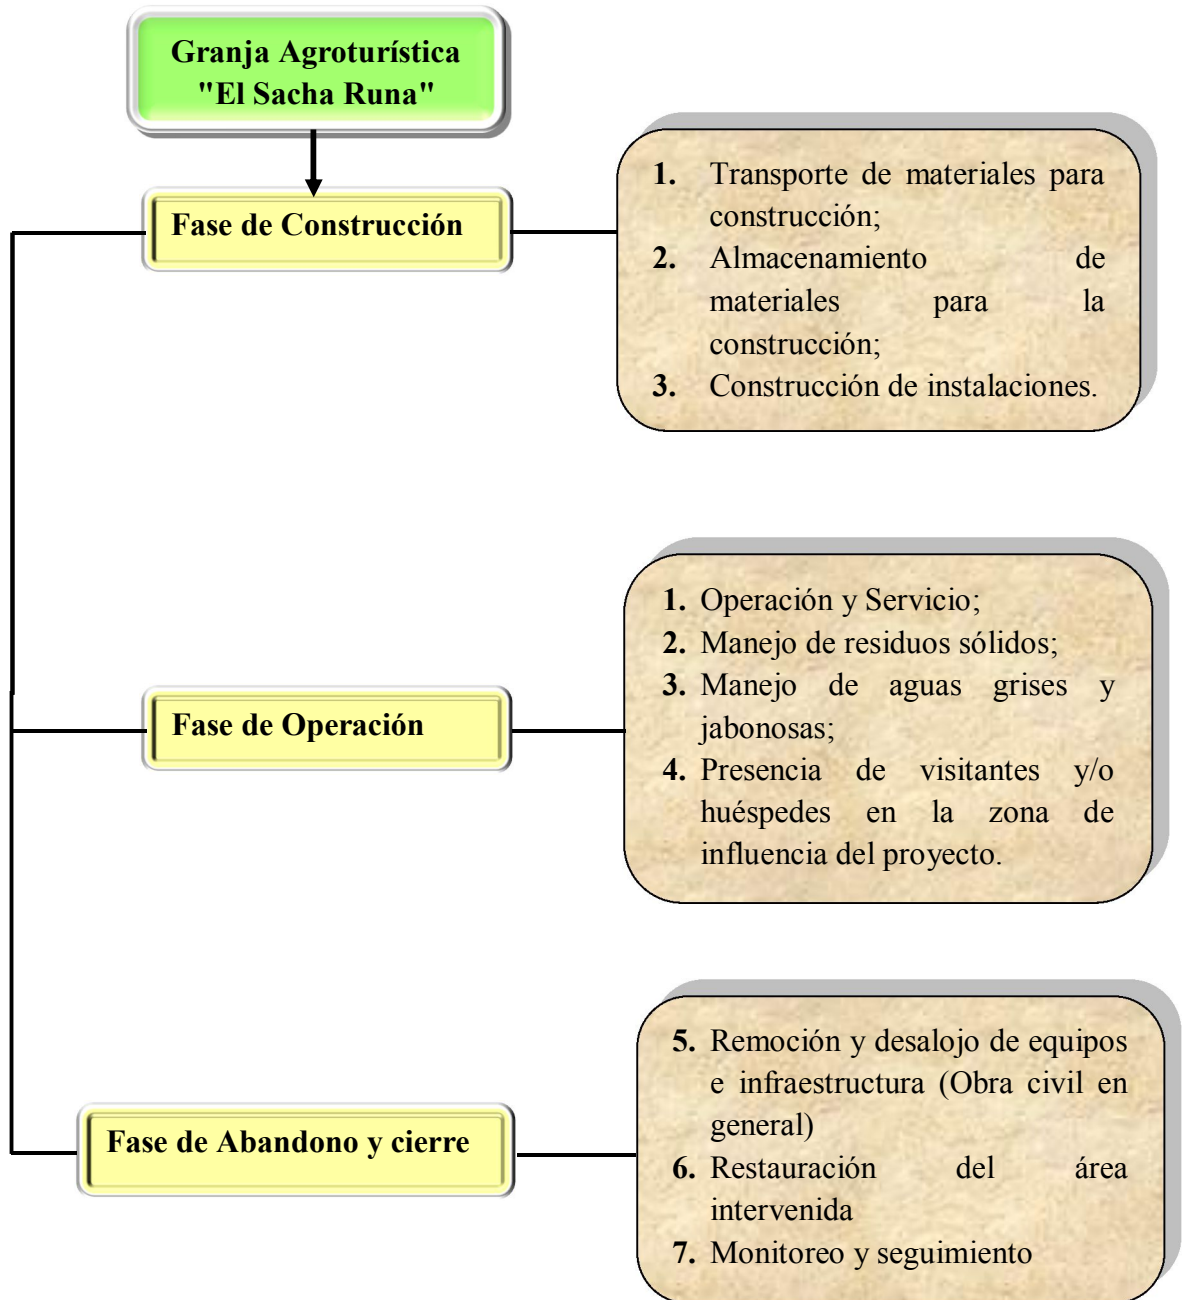 Granja Agroturística
"El Sacha Runa"
Fase de Construcción
1. Transporte de materiales para
construcción;
2. Almacenamiento de
materiales para la
construcción;
3. Construcción de instalaciones.
Fase de Operación
1. Operación y Servicio;
2. Manejo de residuos sólidos;
3. Manejo de aguas grises y
jabonosas;
4. Presencia de visitantes y/o
huéspedes en la zona de
influencia del proyecto.
Fase de Abandono y cierre
5. Remoción y desalojo de equipos
e infraestructura (Obra civil en
general)
6. Restauración del área
intervenida
7. Monitoreo y seguimiento